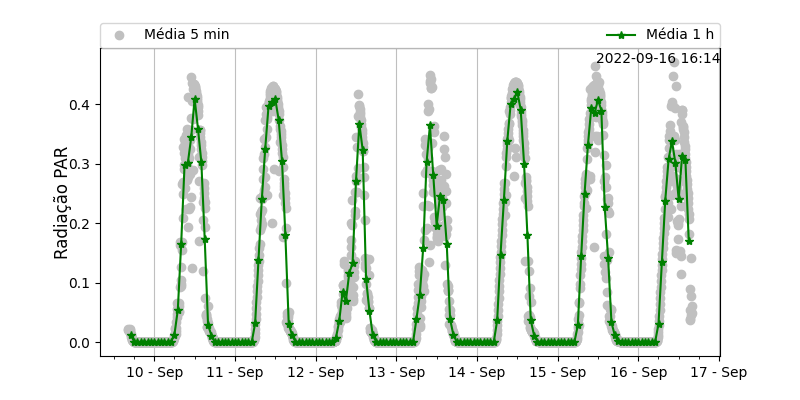 Média 5 min
Média 1 h
2022-09-16 16:14
Radiação PAR
0.4
0.3
0.2
0.1
0.0
10 - Sep
11 - Sep
12 - Sep
13 - Sep
14 - Sep
15 - Sep
16 - Sep
17 - Sep